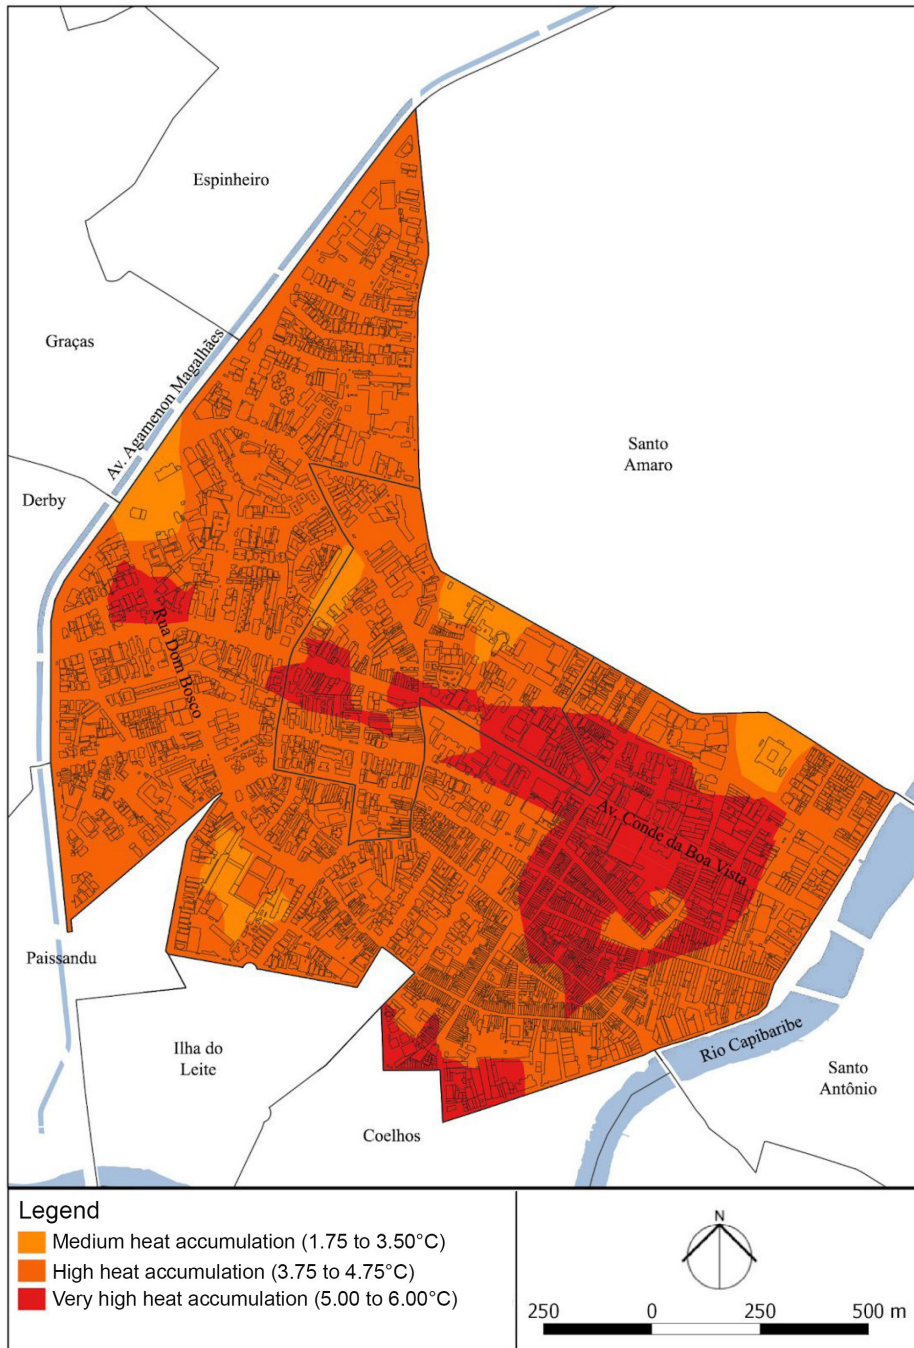 Espinheiro
Graças
Av. Agamenon Magalhães
Santo
Amaro
Derby
Rua Dom Bosco
Av. Conde da Boa Vista
Paissandu
Rio Capibaribe
Ilha do
Leite
Santo
Antônio
Coelhos
Legend
Medium heat accumulation (1.75 to 3.50°C)
High heat accumulation (3.75 to 4.75°C)
Very high heat accumulation (5.00 to 6.00°C)
N
250 0 250 500 m